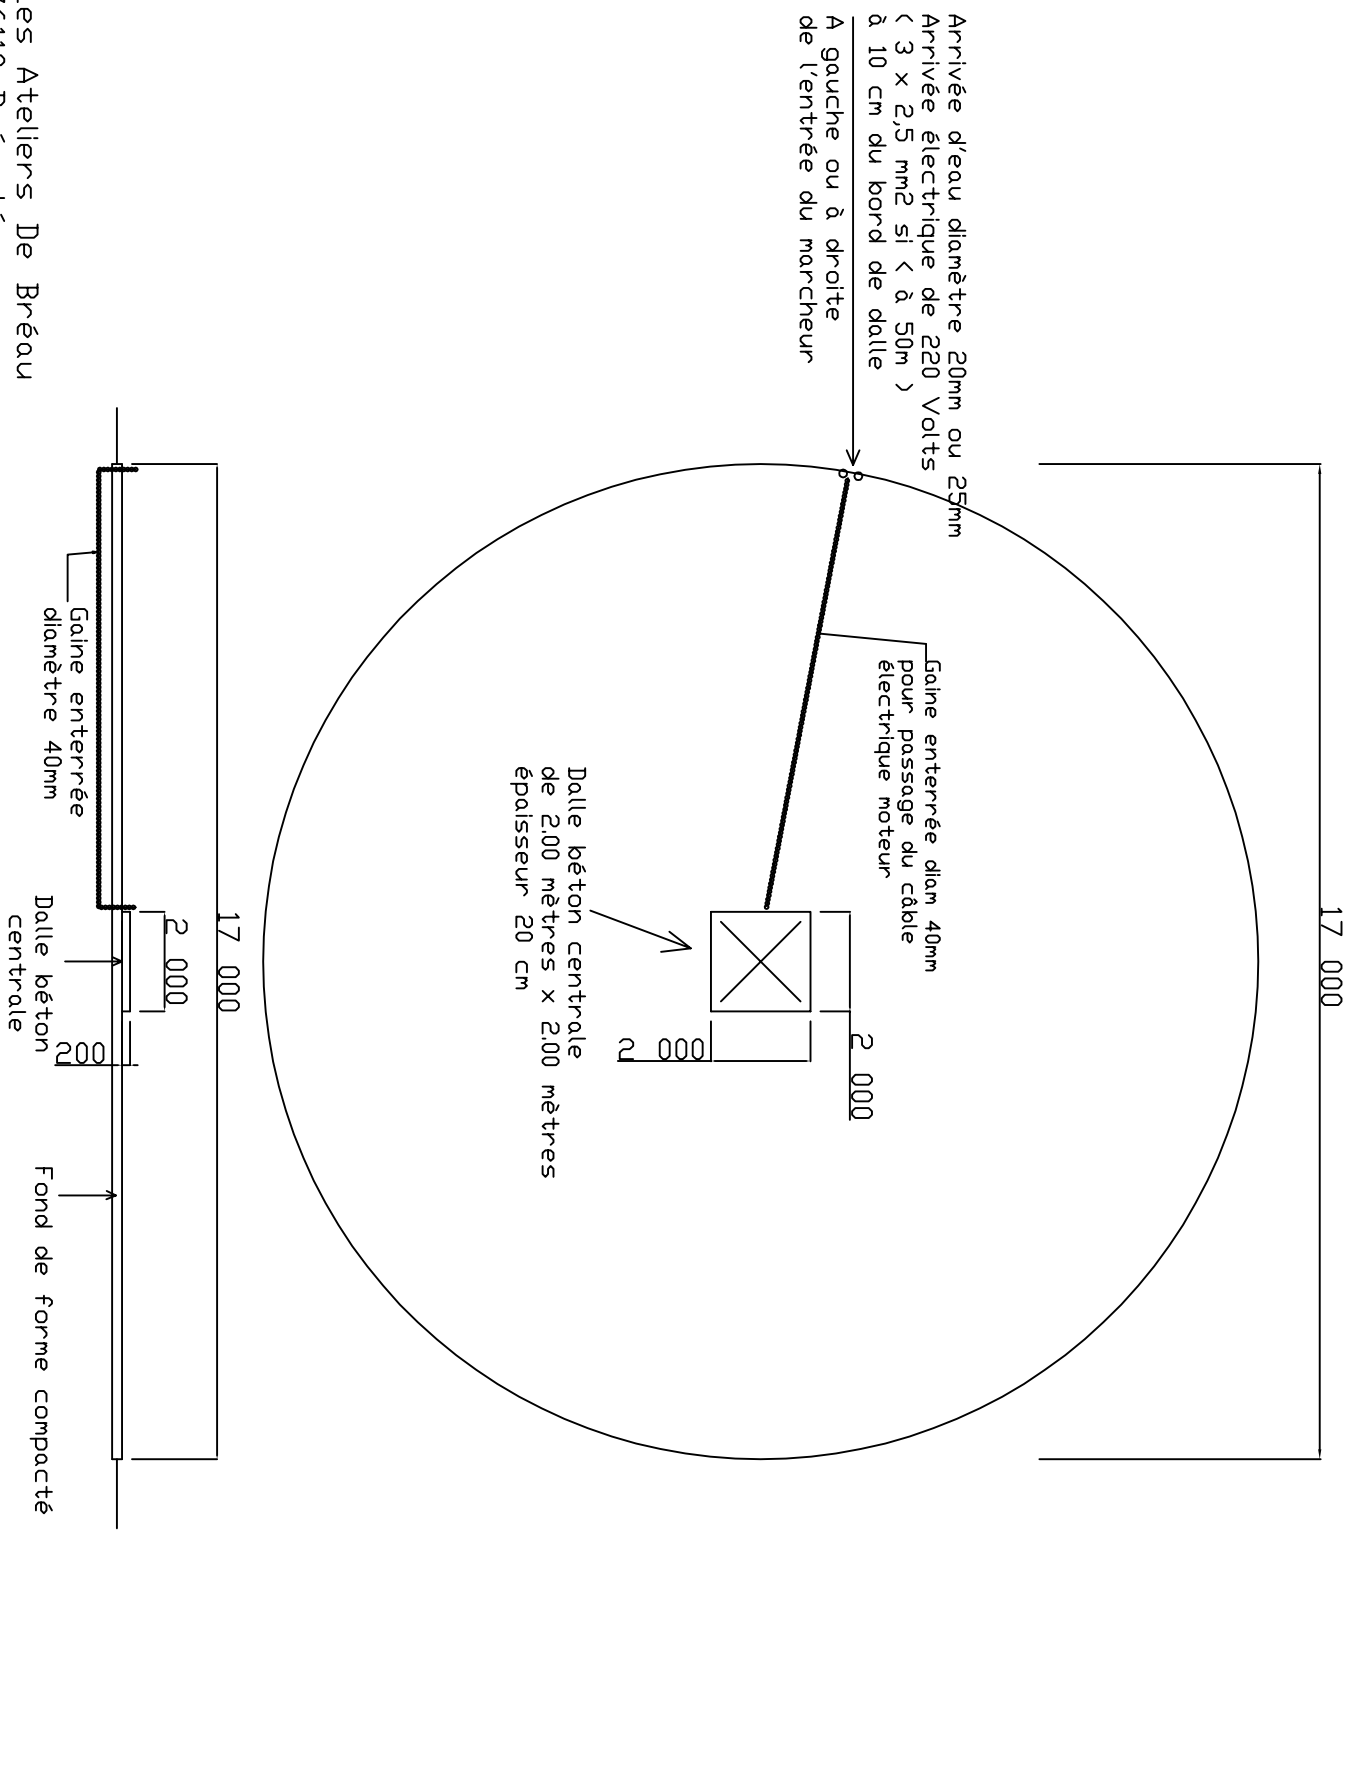 17 000
Arrivée d'eau diamètre 20mm ou 25mm
Arrivée électrique de 220 Volts
( 3 x 2,5 mm2 si < à 50m )
à 10 cm du bord de dalle
A gauche ou à droite
de l'entrée du marcheur
Gaine enterrée diam 40mm
pour passage du câble
électrique moteur
2 000
2 000
Dalle béton centrale
de 2.00 mètres x 2.00 mètres
épaisseur 20 cm
17 000
2 000
200
Gaine enterrée
diamètre 40mm
Dalle béton
centrale
Fond de forme compacté
es Ateliers De Bréau